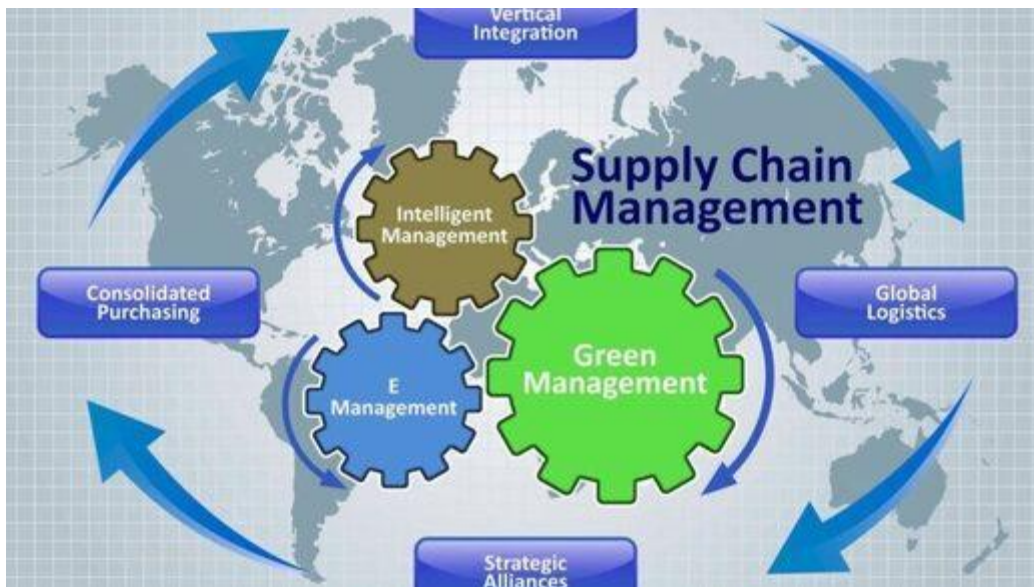 Vertical
Integration
Supply Chain
Management
Intelligent
Management
Consolidated
Purchasing
Global
Logistics
Green
Management
E
Management
Strategic
Alliances